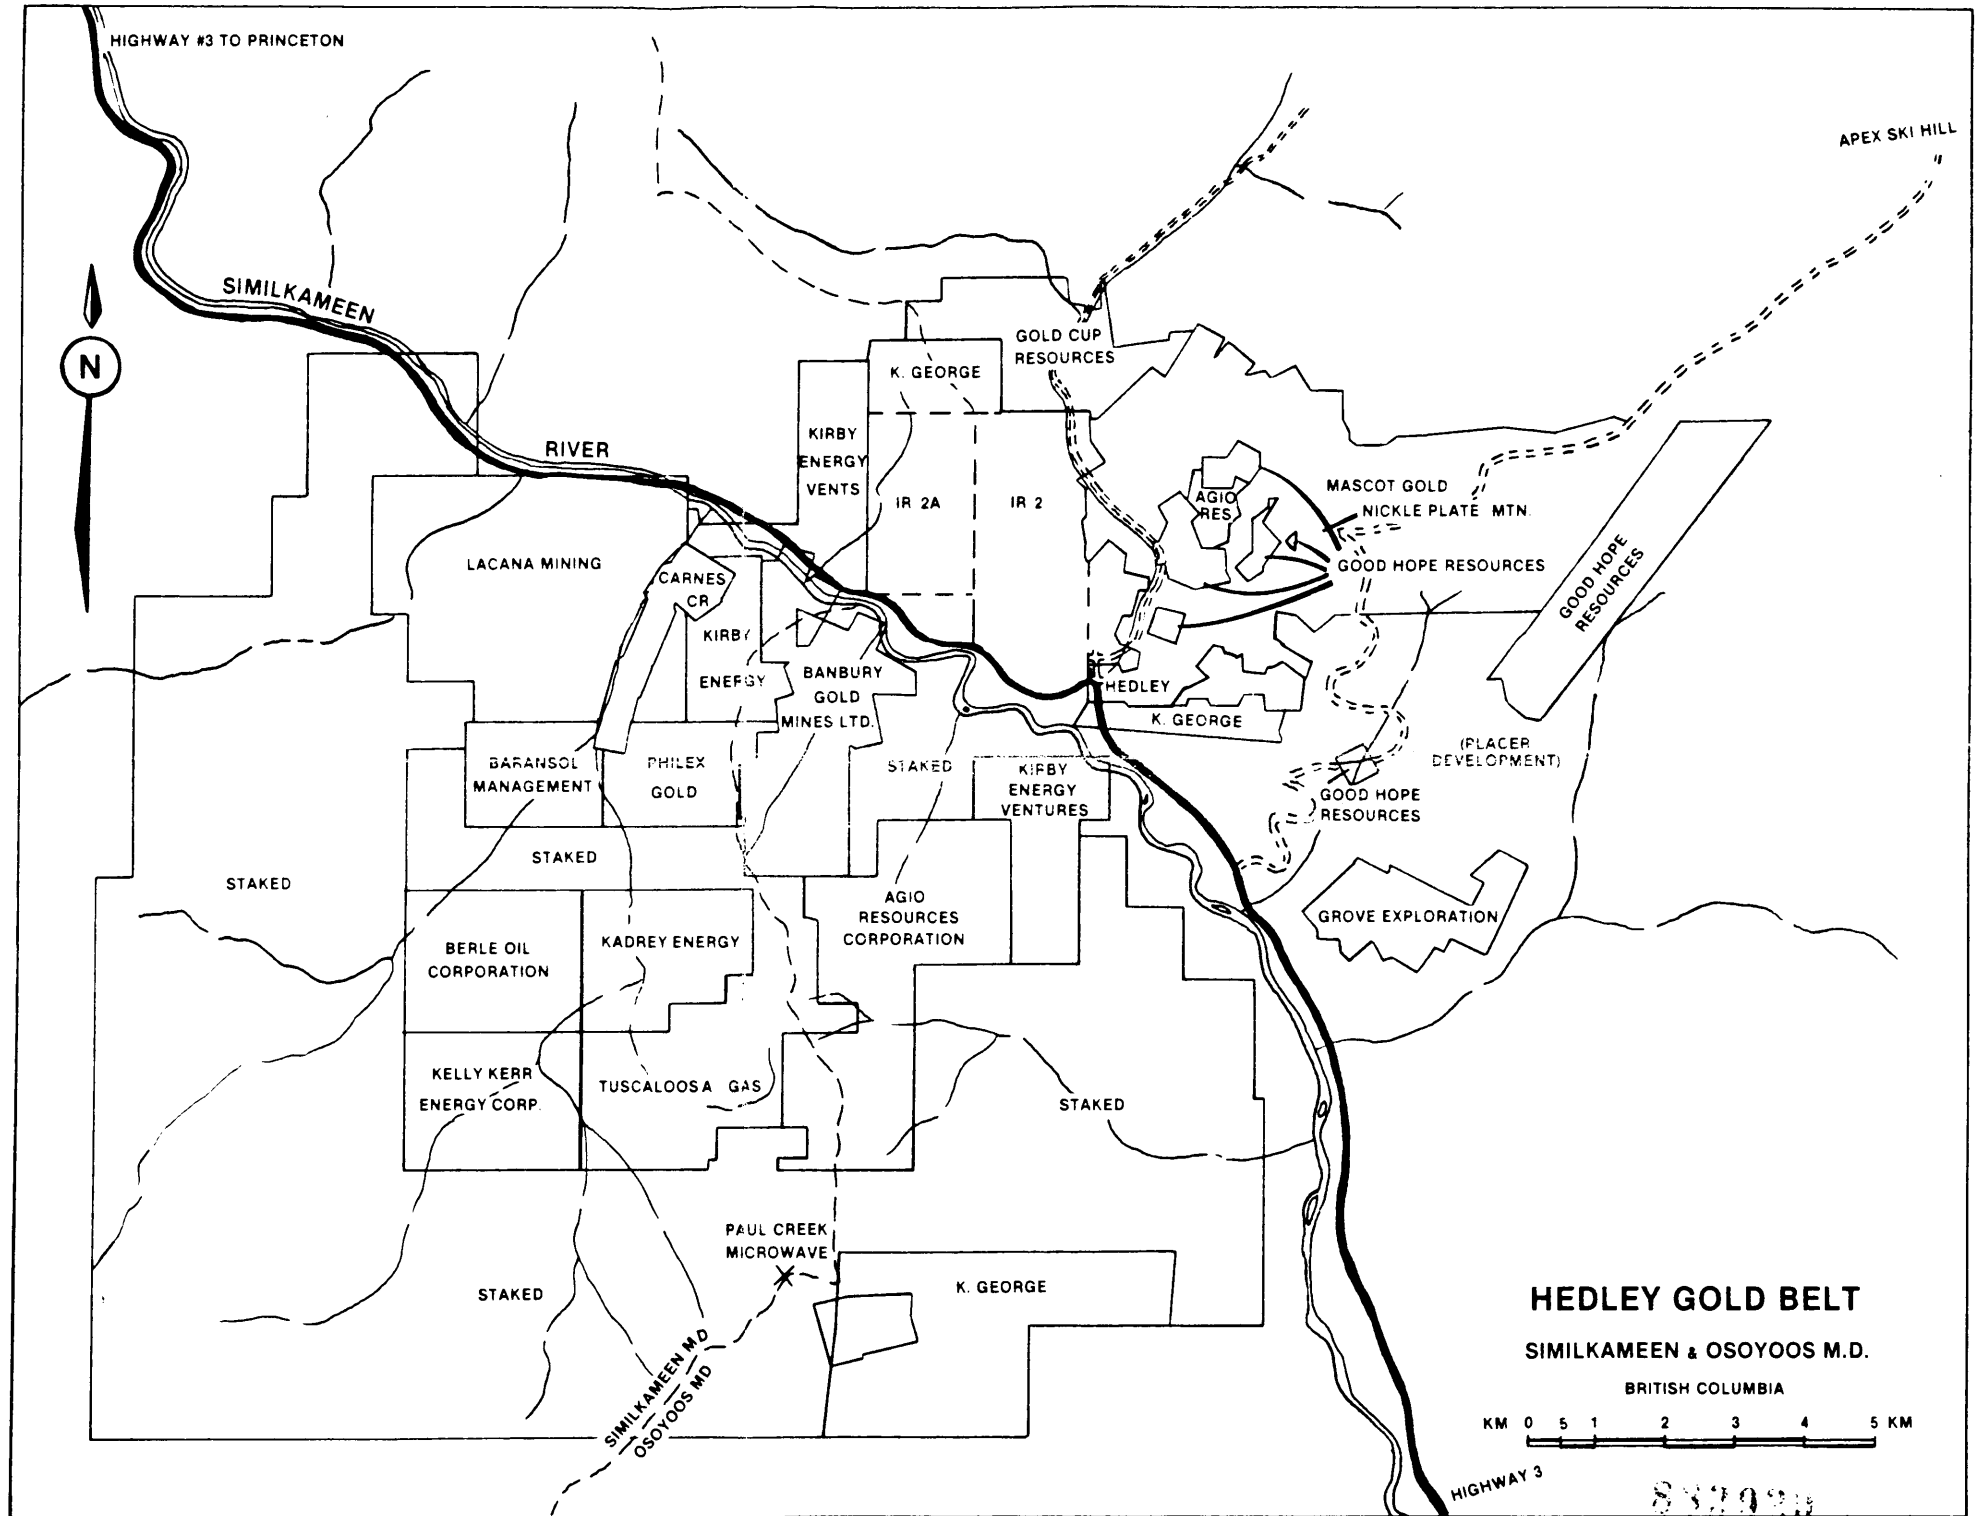 HIGHWAY #3 TO PRINCETON
APEX SKI HILL
SIMILKAMEEN
N
GOLD CUP
RESOURCES
K. GEORGE
KIRBY
ENERGY
VENTS
RIVER
IR 2A
IR 2
AGIO
RES
MASCOT GOLD
NICKLE PLATE MTN.
GOOD HOPE RESOURCES
GOOD HOPE
RESOURCES
LACANA MINING
CARNES
CR
KIRBY
ENERGY
BANBURY
GOLD
MINES LTD.
HEDLEY
K. GEORGE
(PLACER
DEVELOPMENT)
BARANSOL
MANAGEMENT
PHILEX
GOLD
STAKED
KIRBY
ENERGY
VENTURES
GOOD HOPE
RESOURCES
STAKED
STAKED
AGIO
RESOURCES
CORPORATION
GROVE EXPLORATION
BERLE OIL
CORPORATION
KADREY ENERGY
KELLY KERR
ENERGY CORP.
TUSCALOOSA GAS
STAKED
PAUL CREEK
MICROWAVE
STAKED
K. GEORGE
SIMILKAMEEN M.D
OSOYOOS MD
HEDLEY GOLD BELT
SIMILKAMEEN & OSOYOOS M.D.
BRITISH COLUMBIA
KM 0 5 1 2 3 4 5 KM
HIGHWAY 3